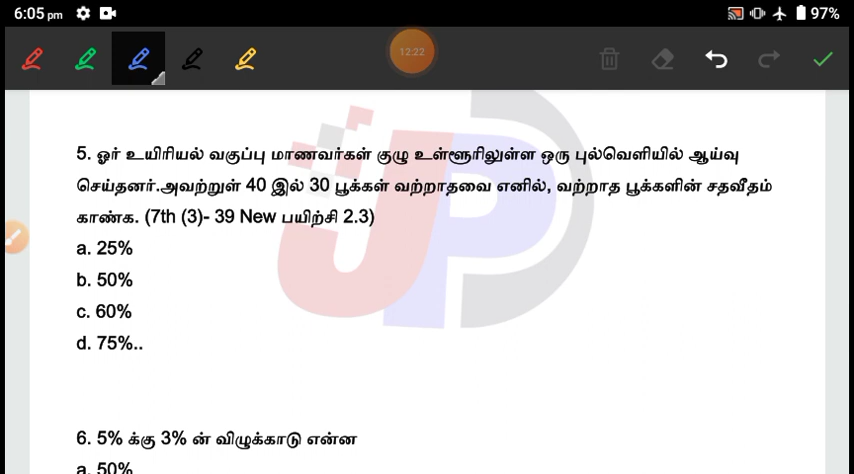 6:05 pm 97%
12:22
5. ஓர் உயிரியல் வகுப்பு மாணவர்கள் குழு உள்ளூரிலுள்ள ஒரு புல்வெளியில் ஆய்வு
செய்தனர்.அவற்றுள் 40 இல் 30 பூக்கள் வற்றாதவை எனில், வற்றாத பூக்களின் சதவீதம்
காண்க. (7th (3)- 39 New பயிற்சி 2.3)
a. 25%
b. 50%
c. 60%
d. 75%..
6. 5% க்கு 3% ன் விழுக்காடு என்ன
a. 50%
JP